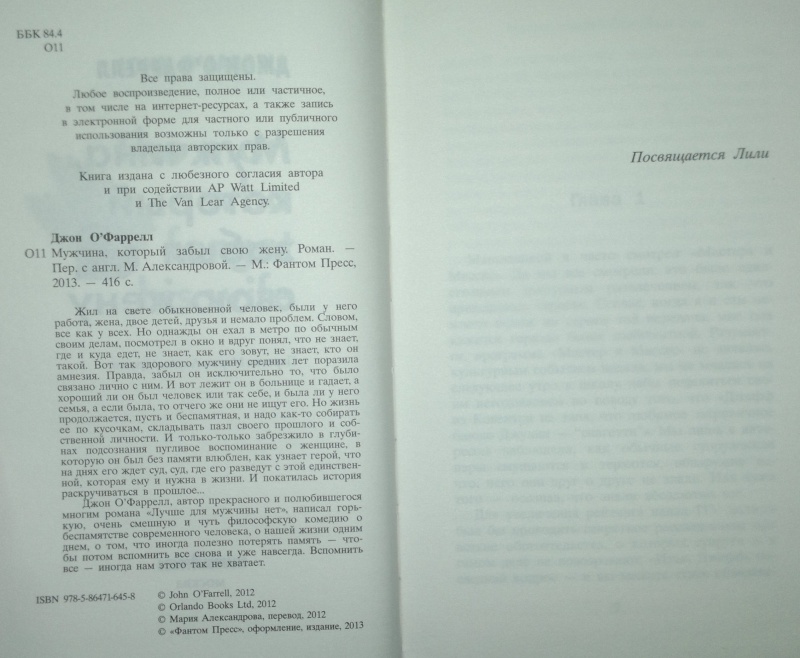 ББК 84.4
О11
Все права защищены.
Любое воспроизведение, полное или частичное,
в том числе на интернет-ресурсах, а также запись
в электронной форме для частного или публичного
использования возможны только с разрешения
владельца авторских прав.
Книга издана с любезного согласия автора
и при содействии AP Watt Limited
и The Van Lear Agency.
Джон О'Фаррелл
О11 Мужчина, который забыл свою жену. Роман. —
Пер. с англ. М. Александровой. — М.: Фантом Пресс,
2013. — 416 с.
Жил на свете обыкновенной человек, были у него
работа, жена, двое детей, друзья и немало проблем. Словом,
все как у всех. Но однажды он ехал в метро по обычным
своим делам, посмотрел в окно и вдруг понял, что не знает,
где и куда едет, не знает, как его зовут, не знает, кто он
такой. Вот так здорового мужчину средних лет поразила
амнезия. Правда, забыл он исключительно то, что было
связано лично с ним. И вот лежит он в больнице и гадает, а
хороший ли он был человек или так себе, и была ли у него
семья, а если была, то отчего же они не ищут его. Но жизнь
продолжается, пусть и беспамятная, и надо как-то собирать
ее по кусочкам, складывать пазл своего прошлого и соб-
ственной личности. И только-только забрезжило в глуби-
нах подсознания пугливое воспоминание о женщине, в
которую он был без памяти влюблен, как узнает герой, что
на днях его ждет суд, суд, где его разведут с этой единствен-
ной, которая ему и нужна в жизни. И покатилась история
раскручиваться в прошлое...
Джон О'Фаррелл, автор прекрасного и полюбившегося
многим романа «Лучше для мужчины нет», написал горь-
кую, очень смешную и чуть философскую комедию о
беспамятстве современного человека, о нашей жизни одним
днем, о том, что иногда полезно потерять память — что-
бы потом вспомнить все снова и уже навсегда. Вспомнить
все — иногда нам этого так не хватает.
ISBN 978-5-86471-645-8
© John O'Farrell, 2012
© Orlando Books Ltd, 2012
© Мария Александрова, перевод, 2012
© «Фантом Пресс», оформление, издание, 2013
Посвящается Лили